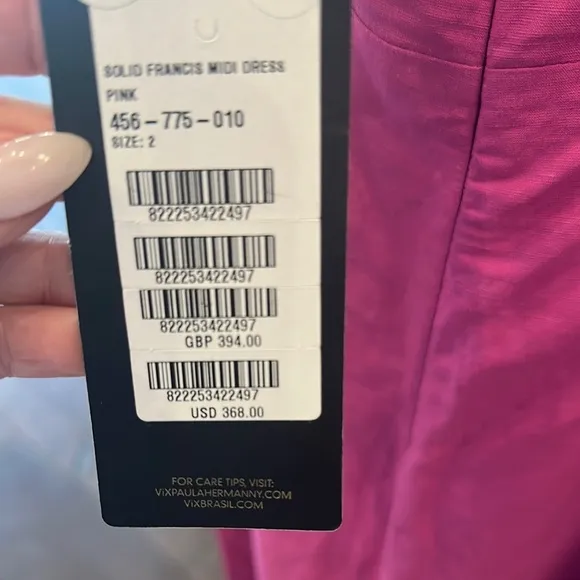 SOLID FRANCIS MIDI DRESS
PINK
456-775-010
SIZE: 2
822253422497
822253422497
822253422497
GBP 394.00
822253422497
USD 368.00
FOR CARE TIPS, VISIT:
ViXPAULAHERMANNY.COM
ViXBRASIL.COM